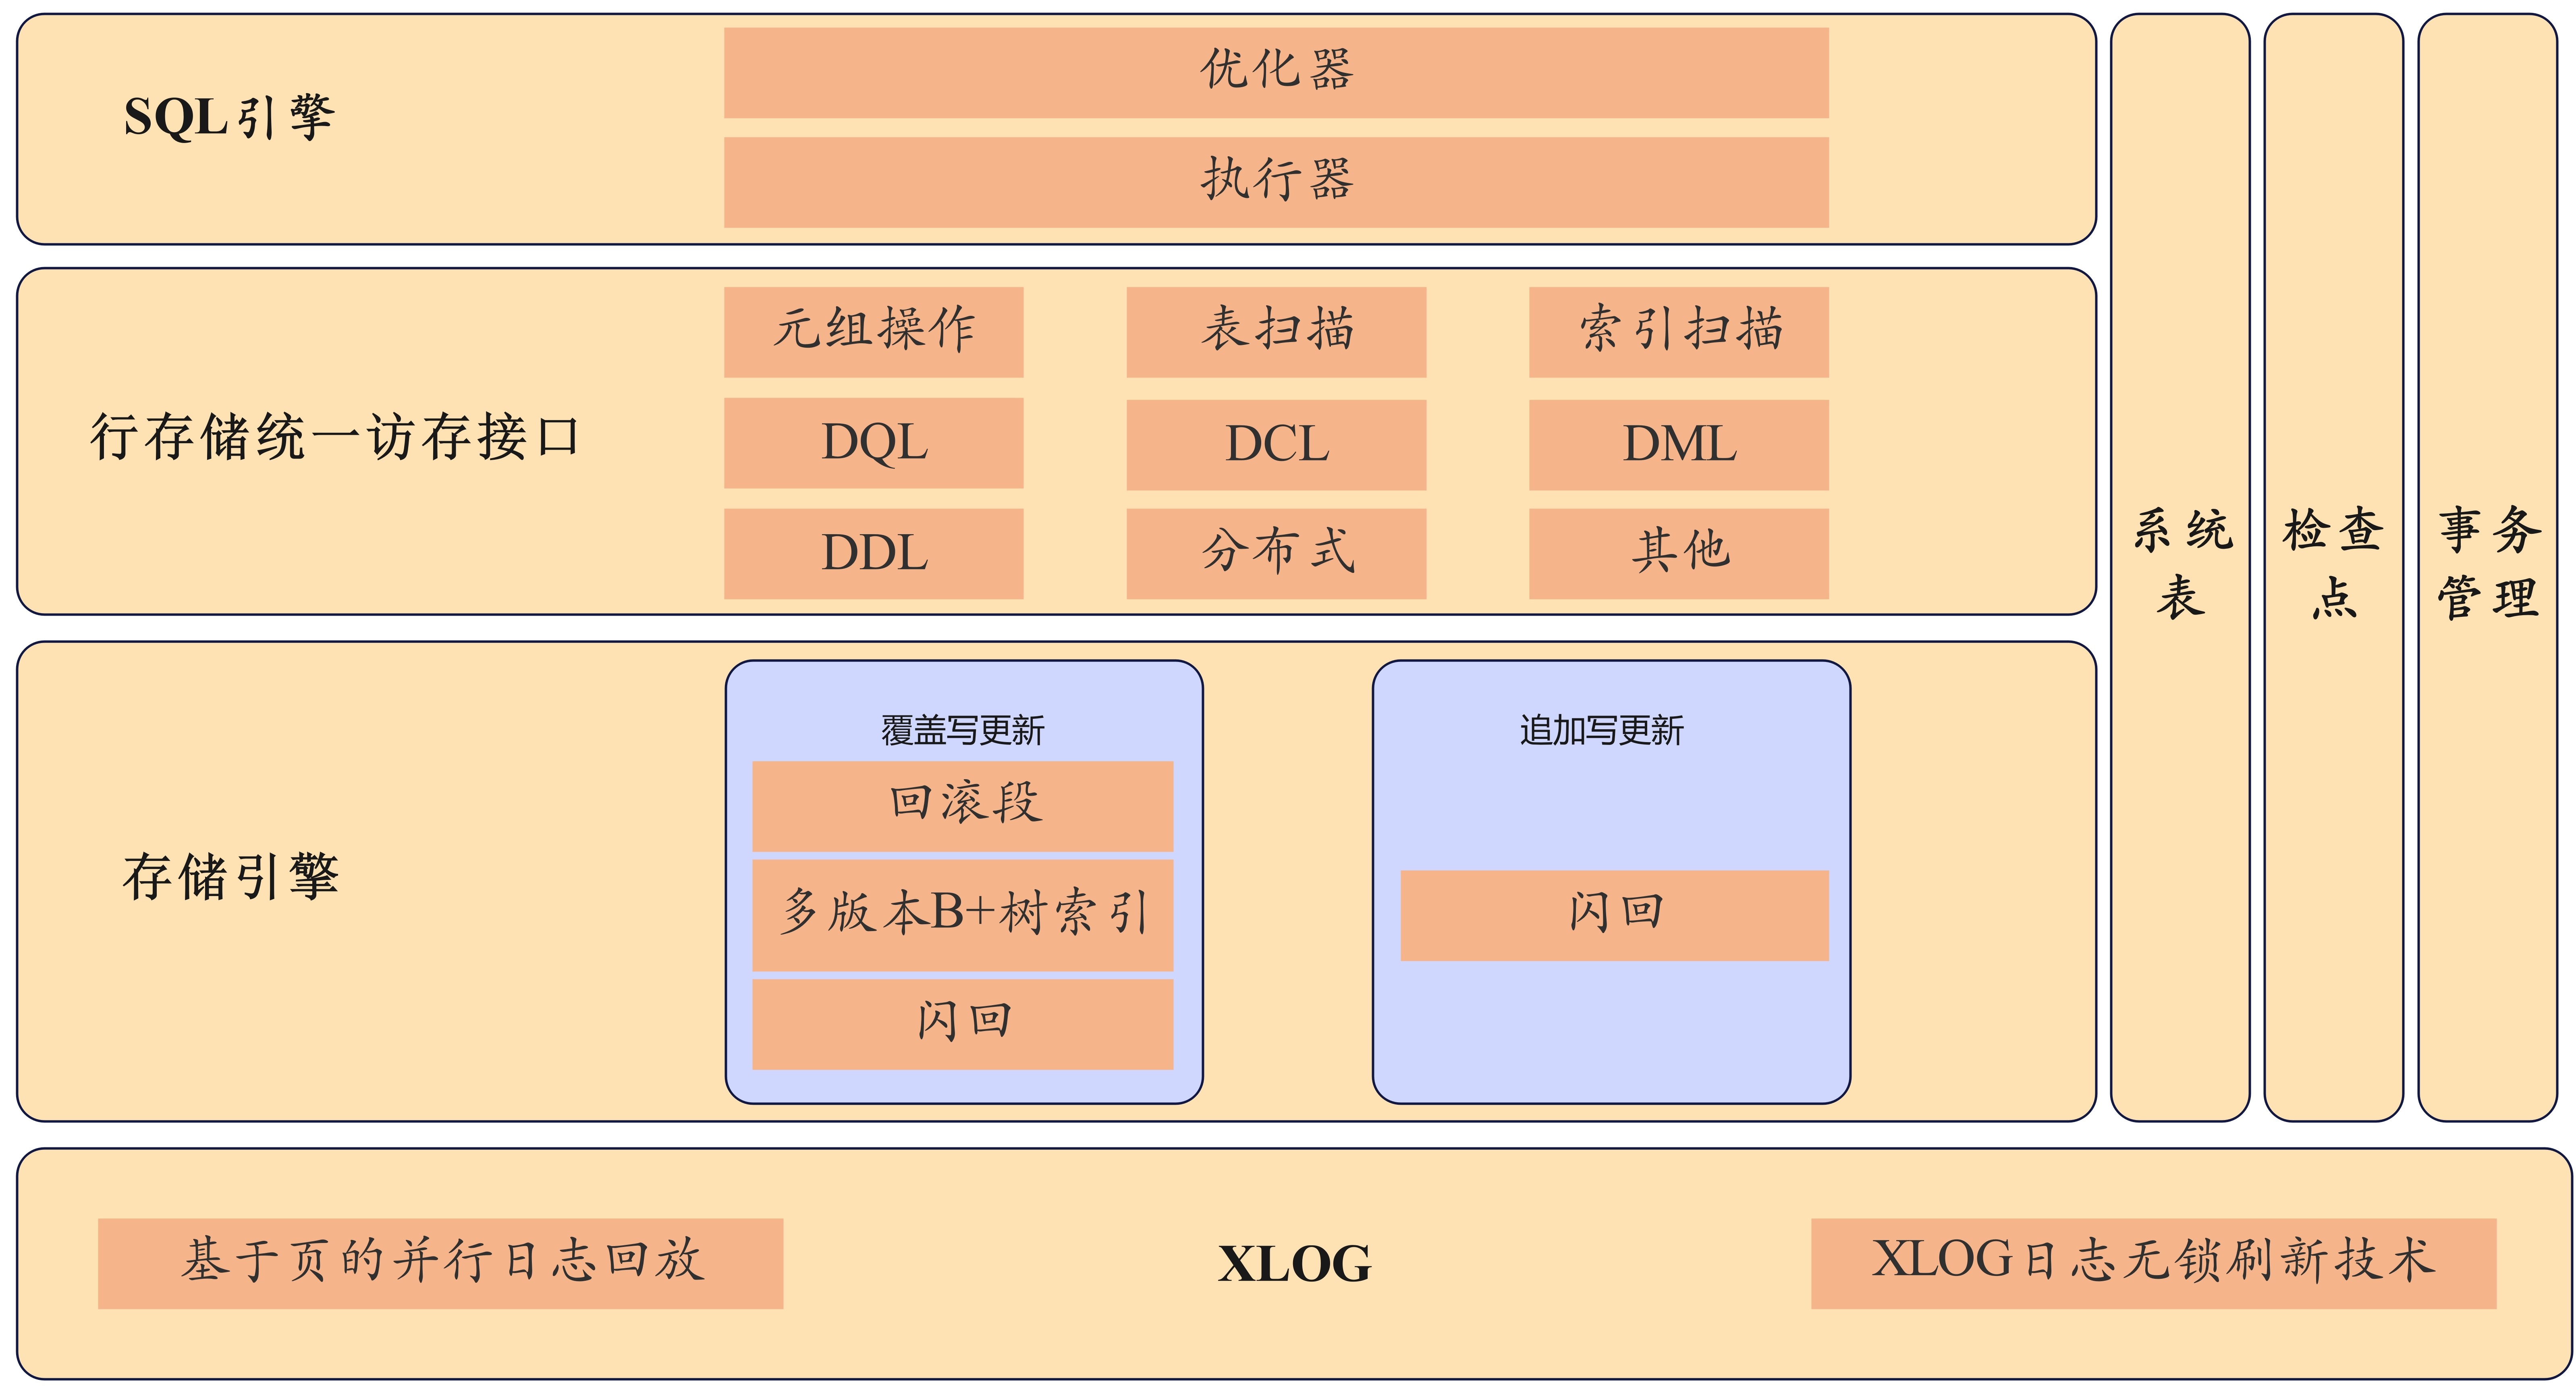 SQL引擎
优化器
执行器
行存储统一访存接口
元组操作
表扫描
索引扫描
DQL
DCL
DML
DDL
分布式
其他
存储引擎
覆盖写更新
回滚段
多版本B+树索引
闪回
追加写更新
闪回
系统
表
检查
点
事务
管理
基于页的并行日志回放
XLOG
XLOG日志无锁刷新技术